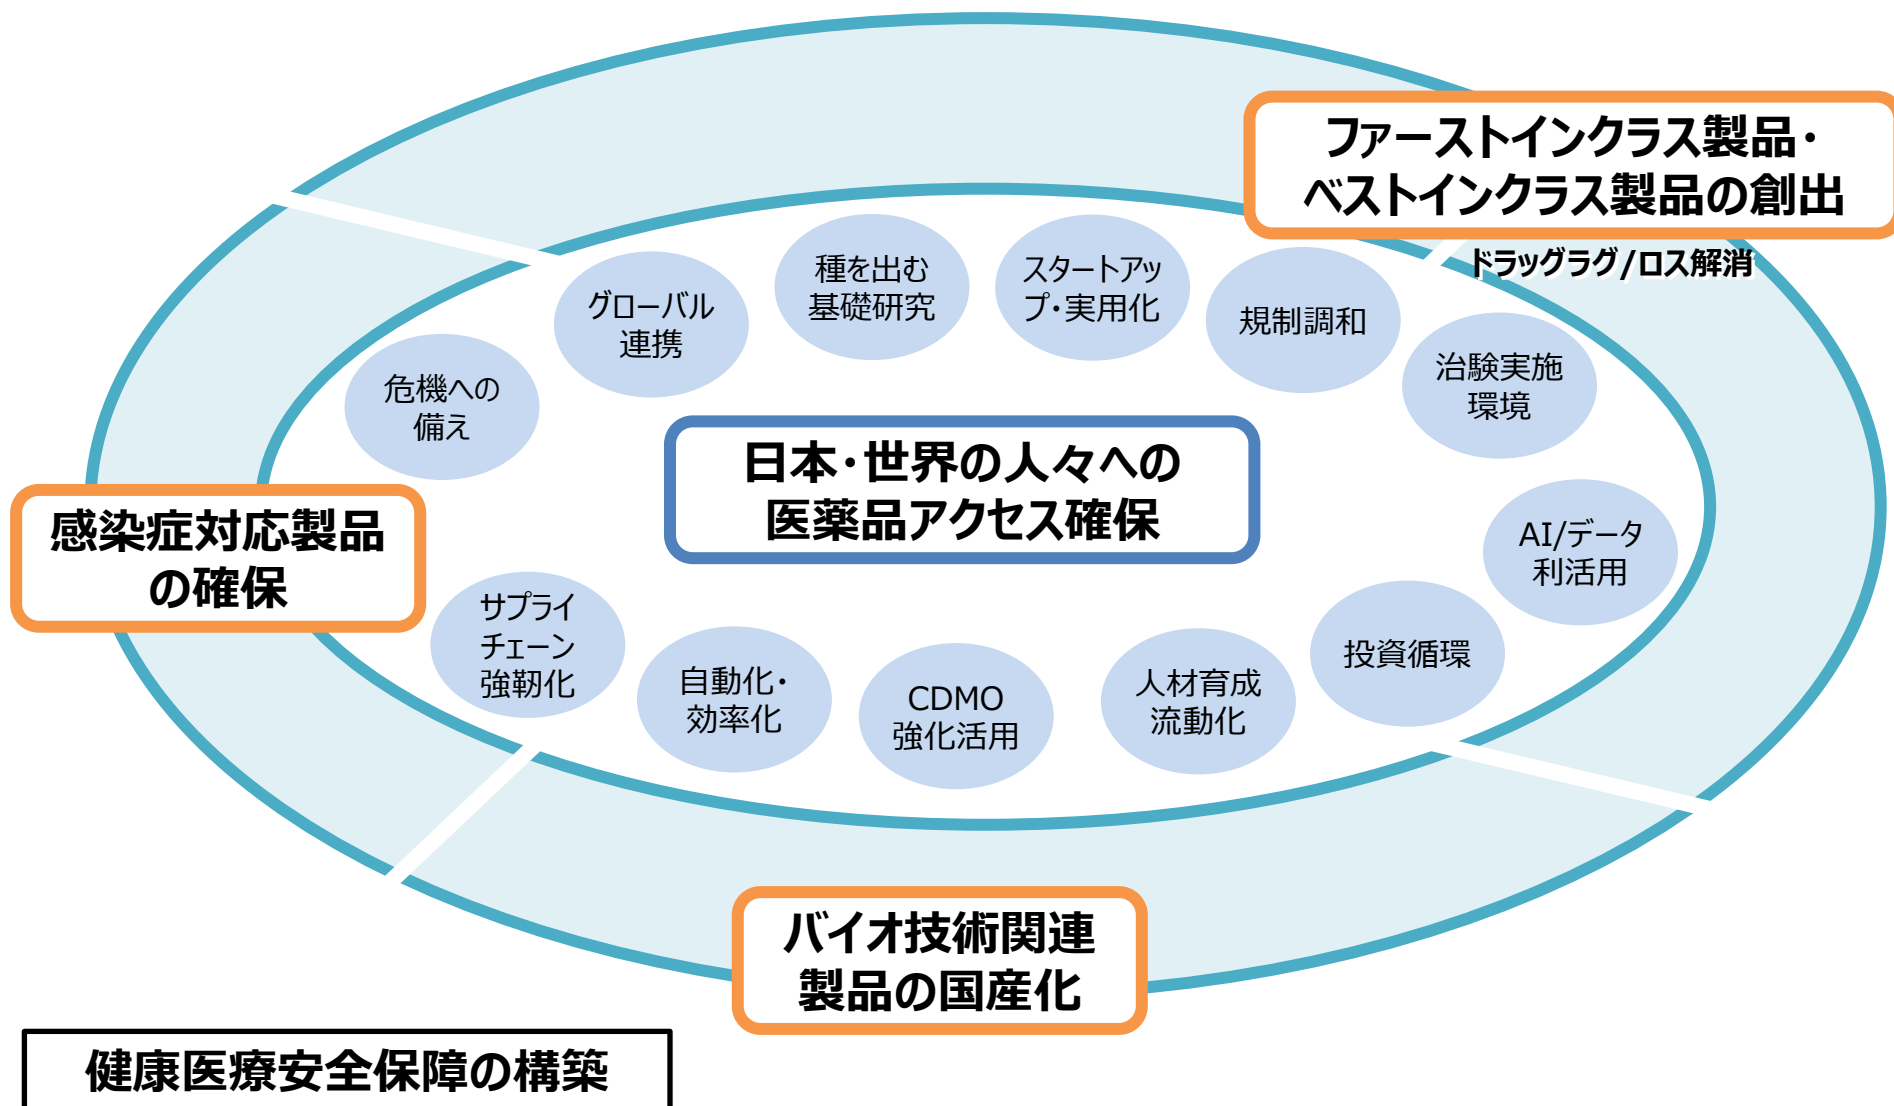 ファーストインクラス製品・
ベストインクラス製品の創出
ドラッグラグ/ロス解消
種を出む
基礎研究
スタートアッ
プ・実用化
グローバル
連携
規制調和
治験実施
環境
危機への
備え
日本・世界の人々への
医薬品アクセス確保
感染症対応製品
の確保
AI/データ
利活用
サプライ
チェーン
強靭化
投資循環
自動化・
効率化
CDMO
強化活用
人材育成
流動化
バイオ技術関連
製品の国産化
健康医療安全保障の構築